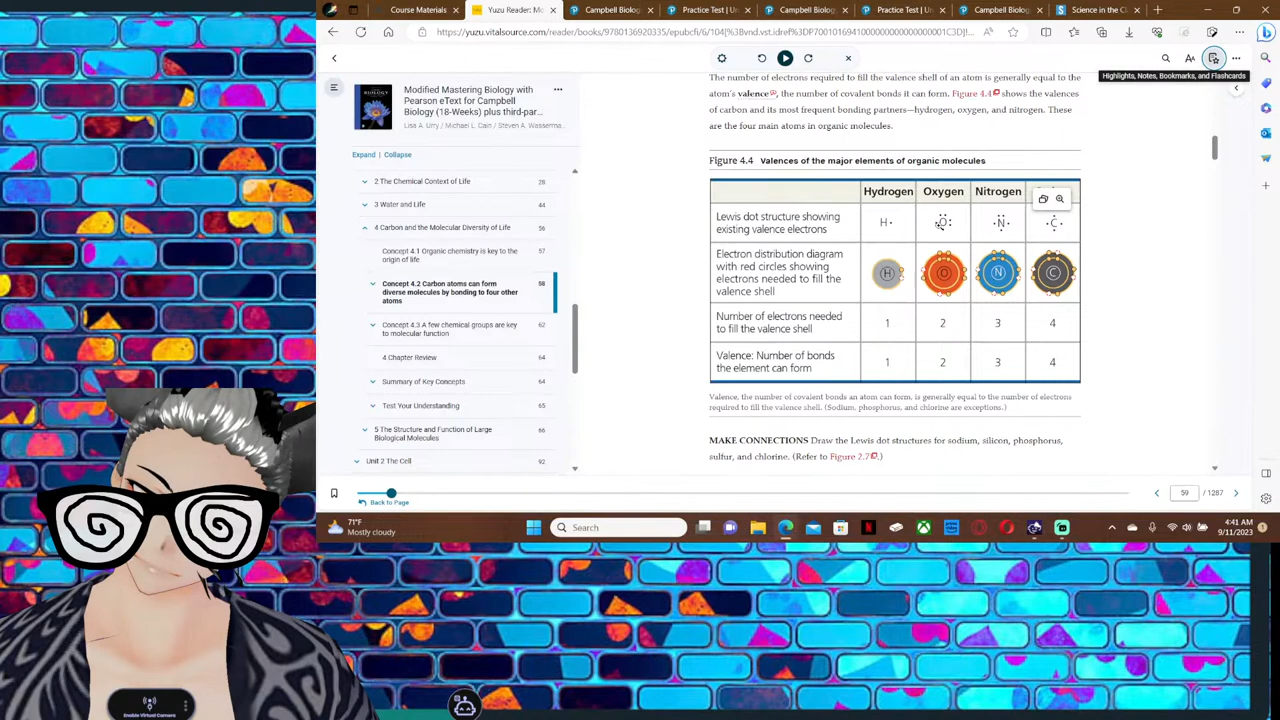 Course Materials
Yuzu Reader: Mo
Campbell Biolog
Practice Test | Un
Practice Test | Un
Campbell Biolog
Science in the C
https://yuzu.vitalsource.com/reader/books/9780136920335/epubcfi/6/104[%3Bvnd.vst.idref%3DP7001016941000000000000000001C3D]!...
Highlights, Notes, Bookmarks, and Flashcards
Modified Mastering Biology with
Pearson eText for Campbell
Biology (18-Weeks) plus third-par...
Lisa A. Urry / Michael L. Cain / Steven A. Wasserma...
Expand | Collapse
2 The Chemical Context of Life 28
3 Water and Life 44
4 Carbon and the Molecular Diversity of Life 56
Concept 4.1 Organic chemistry is key to the 57
origin of life
Concept 4.2 Carbon atoms can form 58
diverse molecules by bonding to four other
atoms
Concept 4.3 A few chemical groups are key 62
to molecular function
4 Chapter Review 64
Summary of Key Concepts 64
Test Your Understanding 65
5 The Structure and Function of Large 66
Biological Molecules
Unit 2 The Cell 92
Back to Page
The number of electrons required to fill the valence shell of an atom is generally equal to the
atom's valence, the number of covalent bonds it can form. Figure 4.4 shows the valences
of carbon and its most frequent bonding partners—hydrogen, oxygen, and nitrogen. These
are the four main atoms in organic molecules.
Figure 4.4 Valences of the major elements of organic molecules
Hydrogen Oxygen Nitrogen
Lewis dot structure showing
existing valence electrons
H O N C
Electron distribution diagram
with red circles showing
electrons needed to fill the
valence shell
H O N C
Number of electrons needed
to fill the valence shell
1 2 3 4
Valence: Number of bonds
the element can form
1 2 3 4
Valence, the number of covalent bonds an atom can form, is generally equal to the number of electrons
required to fill the valence shell. (Sodium, phosphorus, and chlorine are exceptions.)
MAKE CONNECTIONS Draw the Lewis dot structures for sodium, silicon, phosphorus,
sulfur, and chlorine. (Refer to Figure 2.7.)
59 / 1287
71°F
Mostly cloudy
Search
4:41 AM
9/11/2023
Enable Virtual Camera